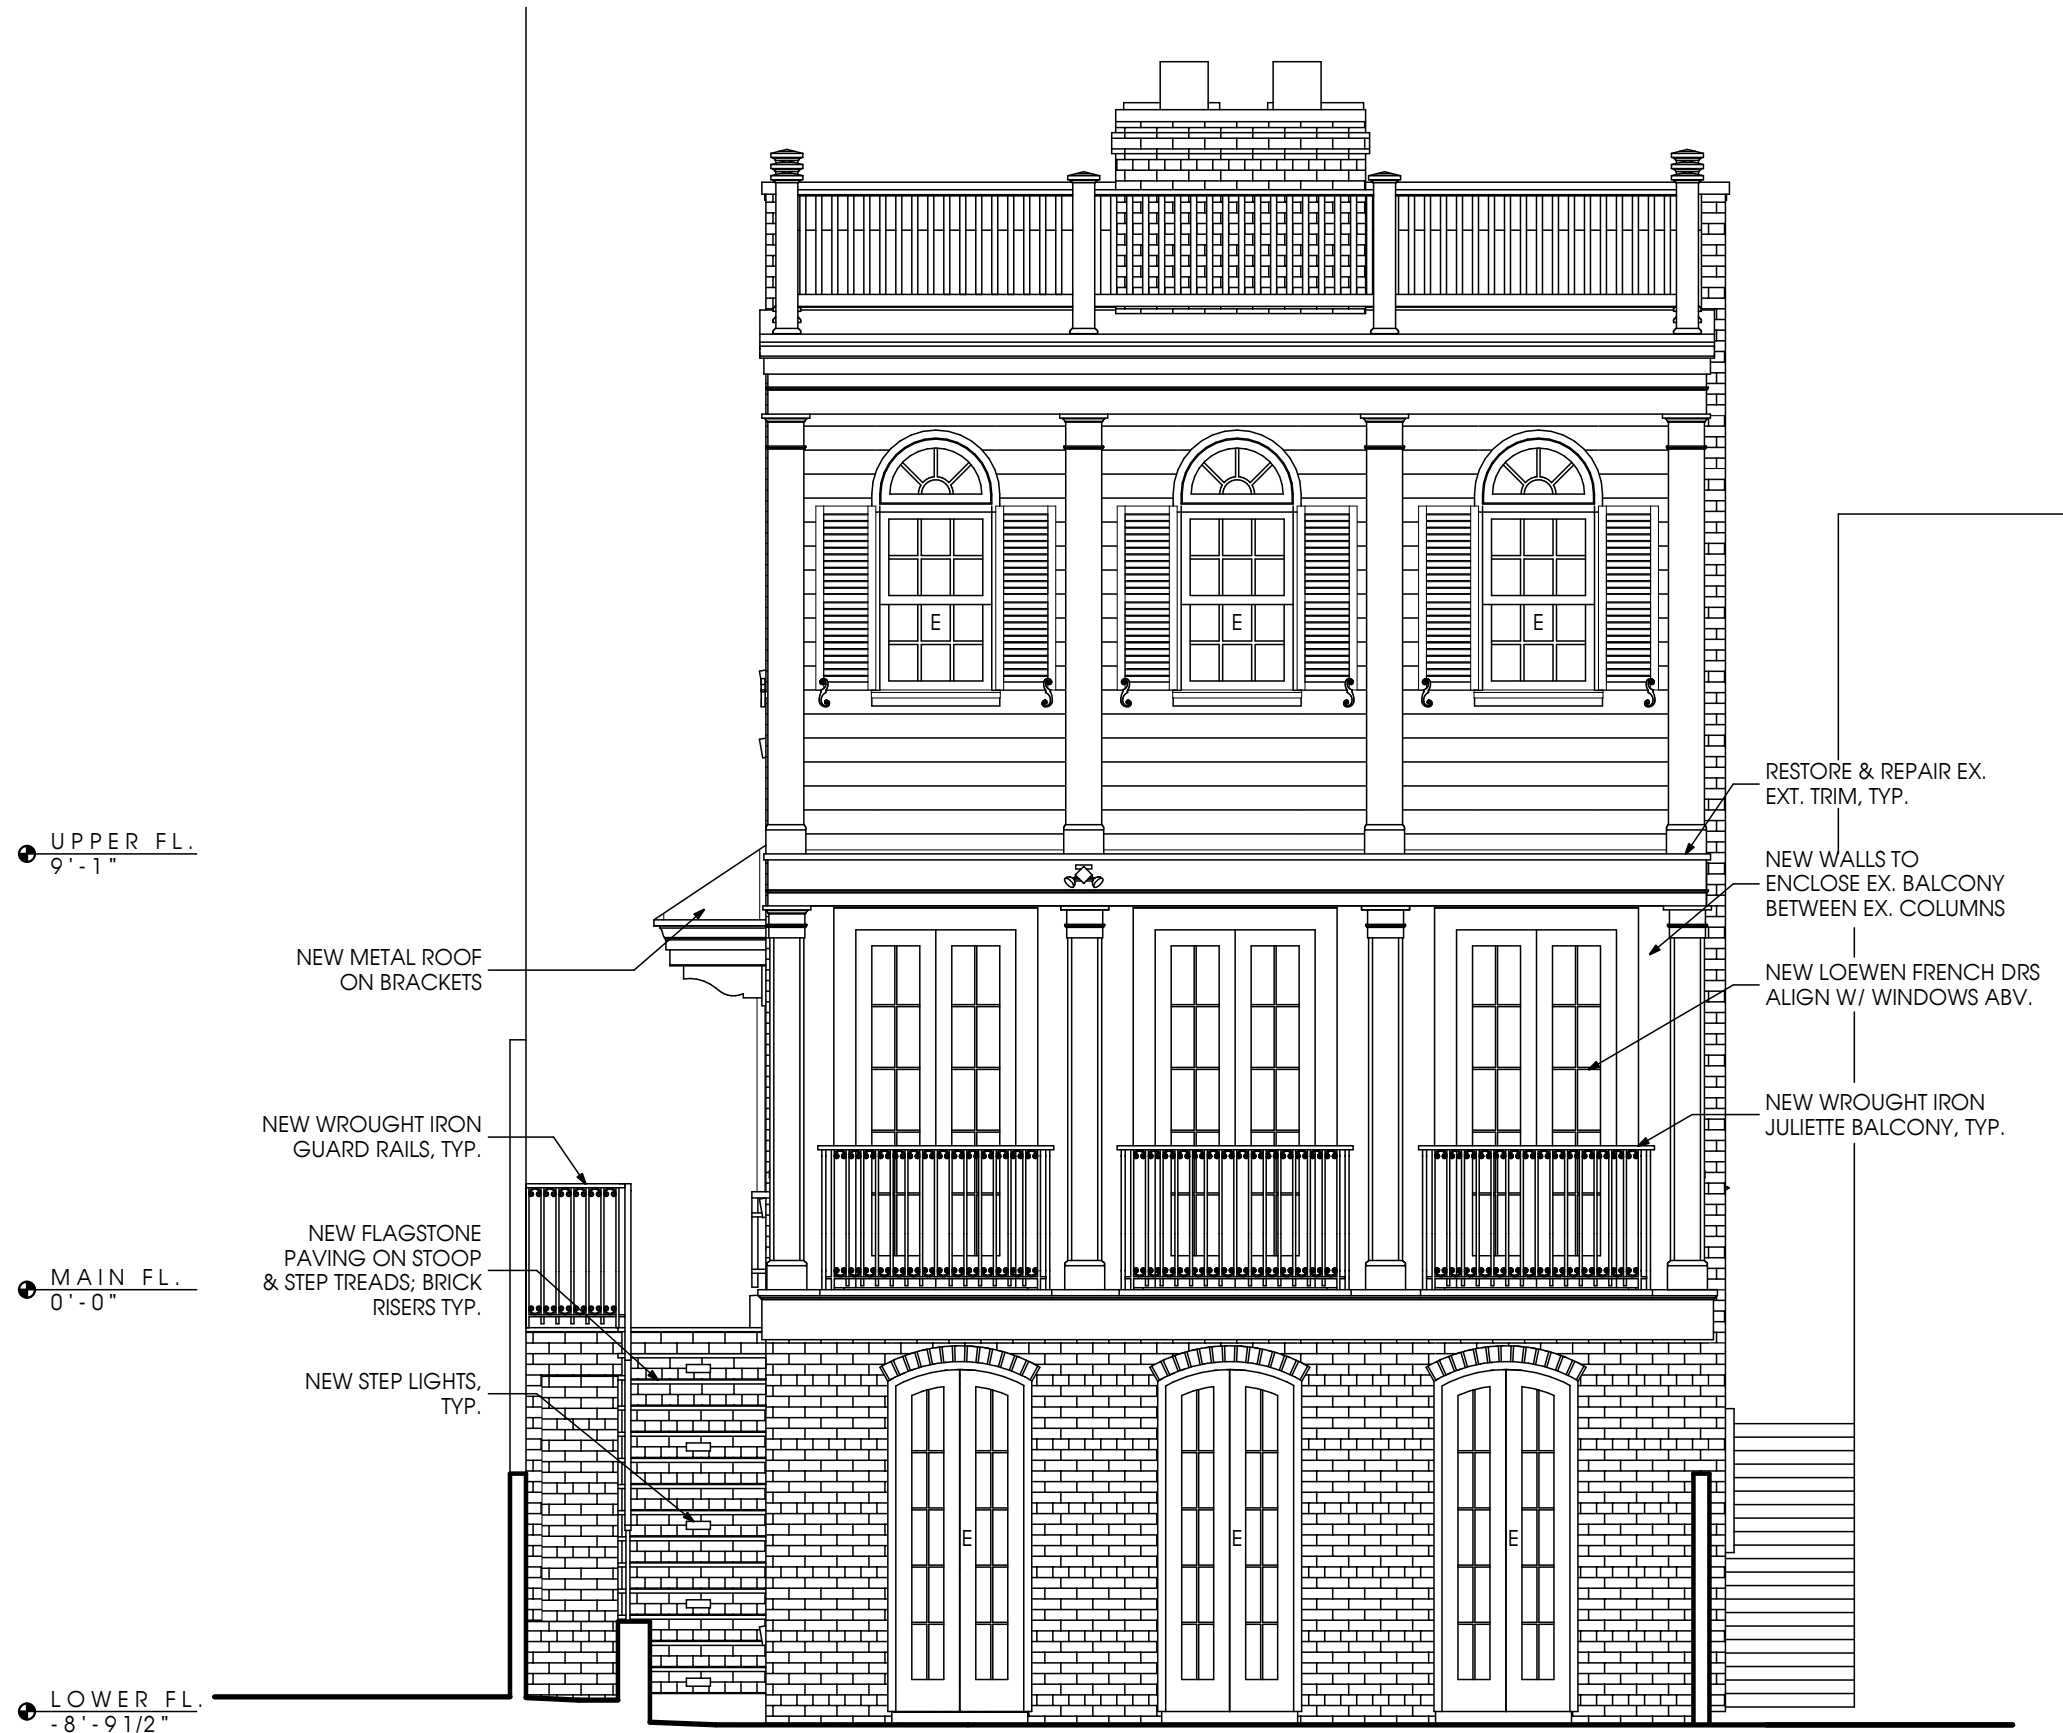 E
E
E
RESTORE & REPAIR EX.
EXT. TRIM, TYP.
UPPER FL.
9'-1"
NEW WALLS TO
ENCLOSE EX. BALCONY
BETWEEN EX. COLUMNS
NEW METAL ROOF
ON BRACKETS
NEW LOEWEN FRENCH DRS
ALIGN W/ WINDOWS ABV.
NEW WROUGHT IRON
JULIETTE BALCONY, TYP.
NEW WROUGHT IRON
GUARD RAILS, TYP.
NEW FLAGSTONE
PAVING ON STOOP
& STEP TREADS; BRICK
RISERS TYP.
MAIN FL.
0'-0"
NEW STEP LIGHTS,
TYP.
E
E
E
LOWER FL.
-8'-9 1/2"